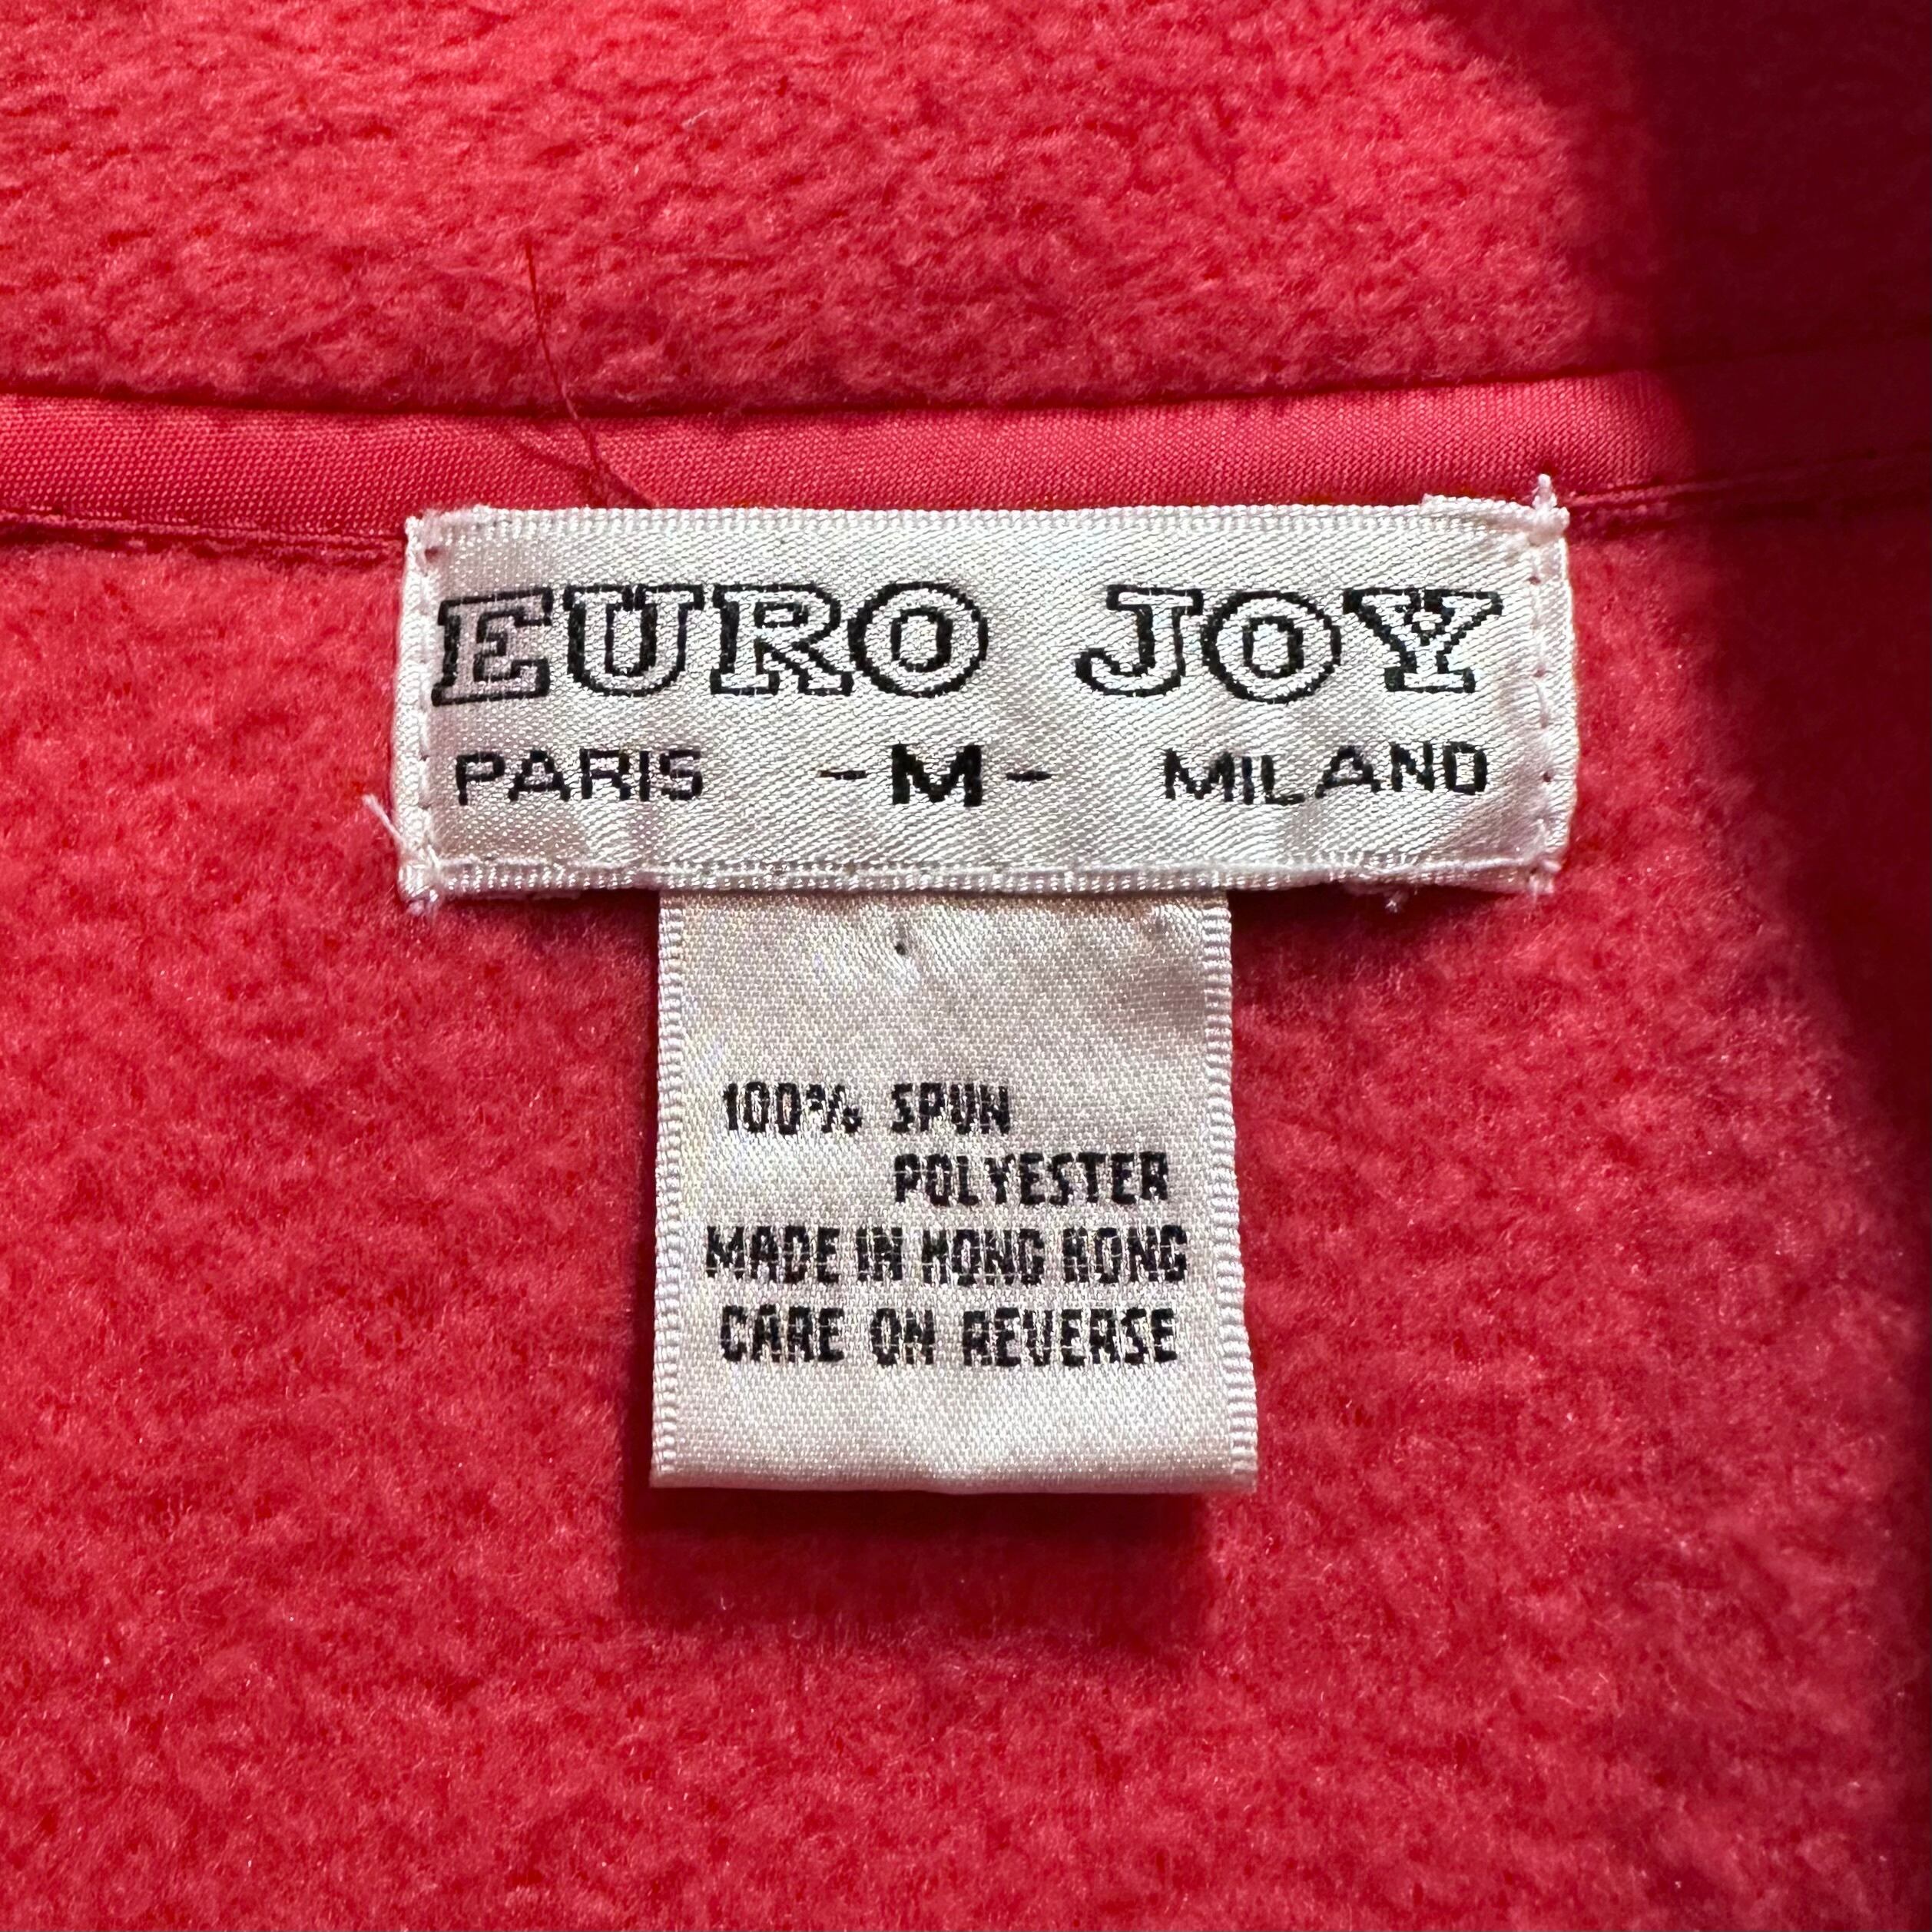 EURO JOY
PARIS -M- MILANO
100% SPUN
POLYESTER
MADE IN HONG KONG
CARE ON REVERSE